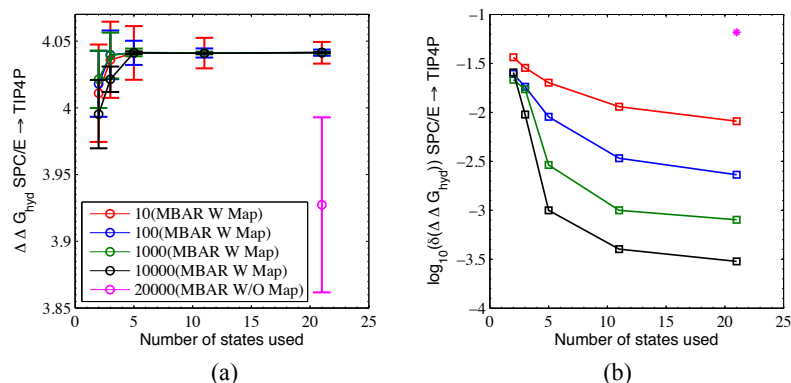 Δ Δ G_hyd SPC/E → TIP4P
4.05
4
3.95
3.9
3.85
0
5
10
15
20
25
Number of states used
10(MBAR W Map)
100(MBAR W Map)
1000(MBAR W Map)
10000(MBAR W Map)
20000(MBAR W/O Map)
(a)
log10(δ(Δ Δ G_hyd)) SPC/E → TIP4P
−1
−1.5
−2
−2.5
−3
−3.5
−4
0
5
10
15
20
25
Number of states used
(b)